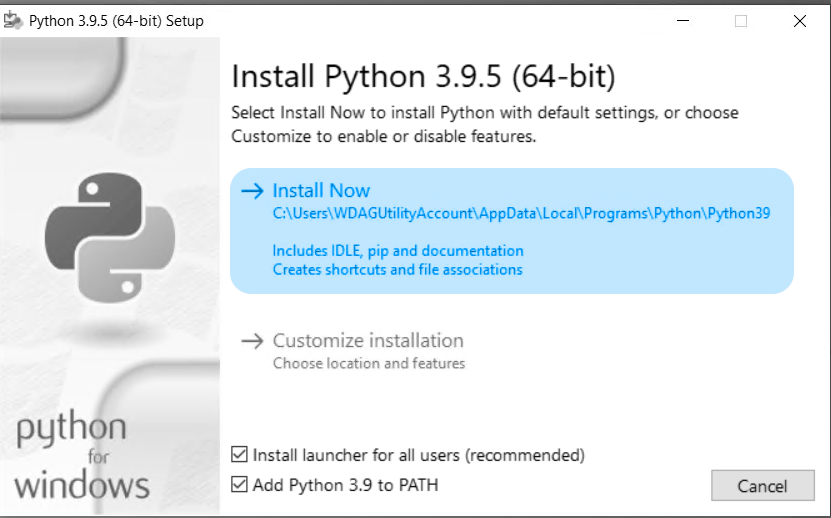 Python 3.9.5 (64-bit) Setup
Install Python 3.9.5 (64-bit)
Select Install Now to install Python with default settings, or choose
Customize to enable or disable features.
Install Now
C:\Users\WDAGUtilityAccount\AppData\Local\Programs\Python\Python39
Includes IDLE, pip and documentation
Creates shortcuts and file associations
Customize installation
Choose location and features
python
for
windows
Install launcher for all users (recommended)
Add Python 3.9 to PATH
Cancel